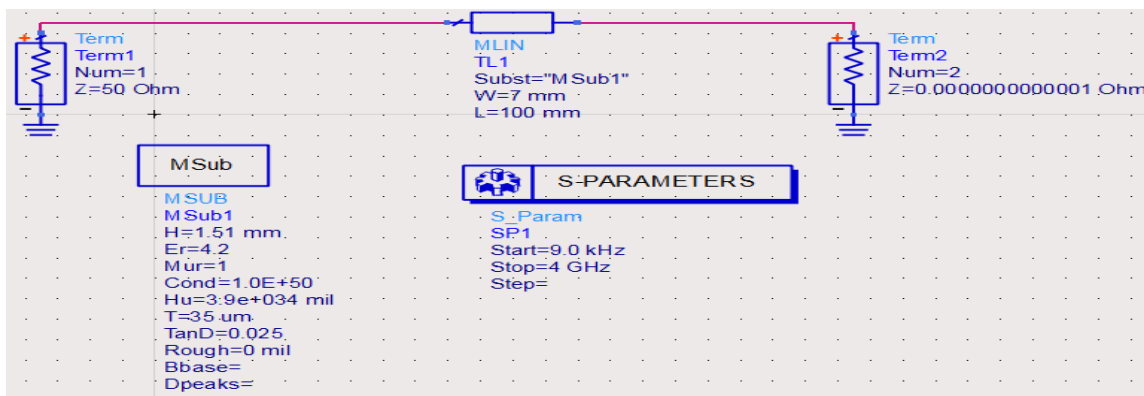 Term
Term1
Num=1
Z=50 Ohm
MLIN
TL1
Subst="MSub1"
W=7 mm
L=100 mm
Term
Term2
Num=2
Z=0.0000000000001 Ohm
MSub
MSUB
MSub1
H=1.51 mm
Er=4.2
Mur=1
Cond=1.0E+50
Hu=3.9e+034 mil
T=35 um
TanD=0.025
Rough=0 mil
Bbase=
Dpeaks=
S-PARAMETERS
S_Param
SP1
Start=9.0 kHz
Stop=4 GHz
Step=